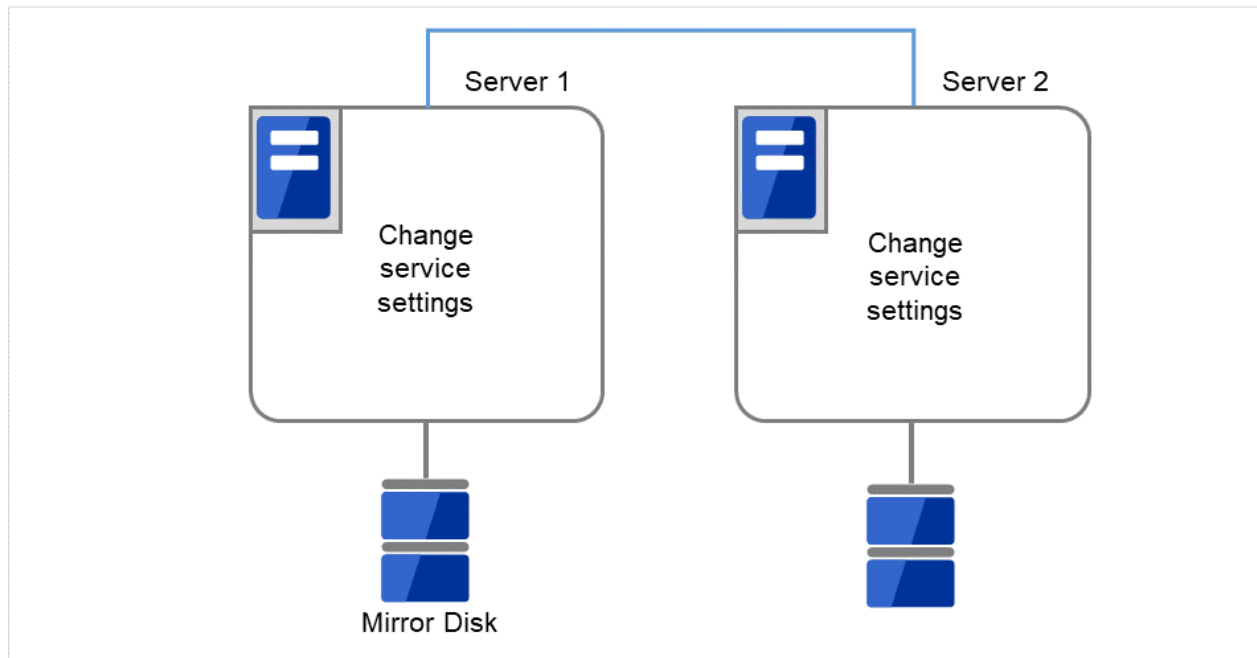 Server 1
Server 2
Change
service
settings
Change
service
settings
Mirror Disk